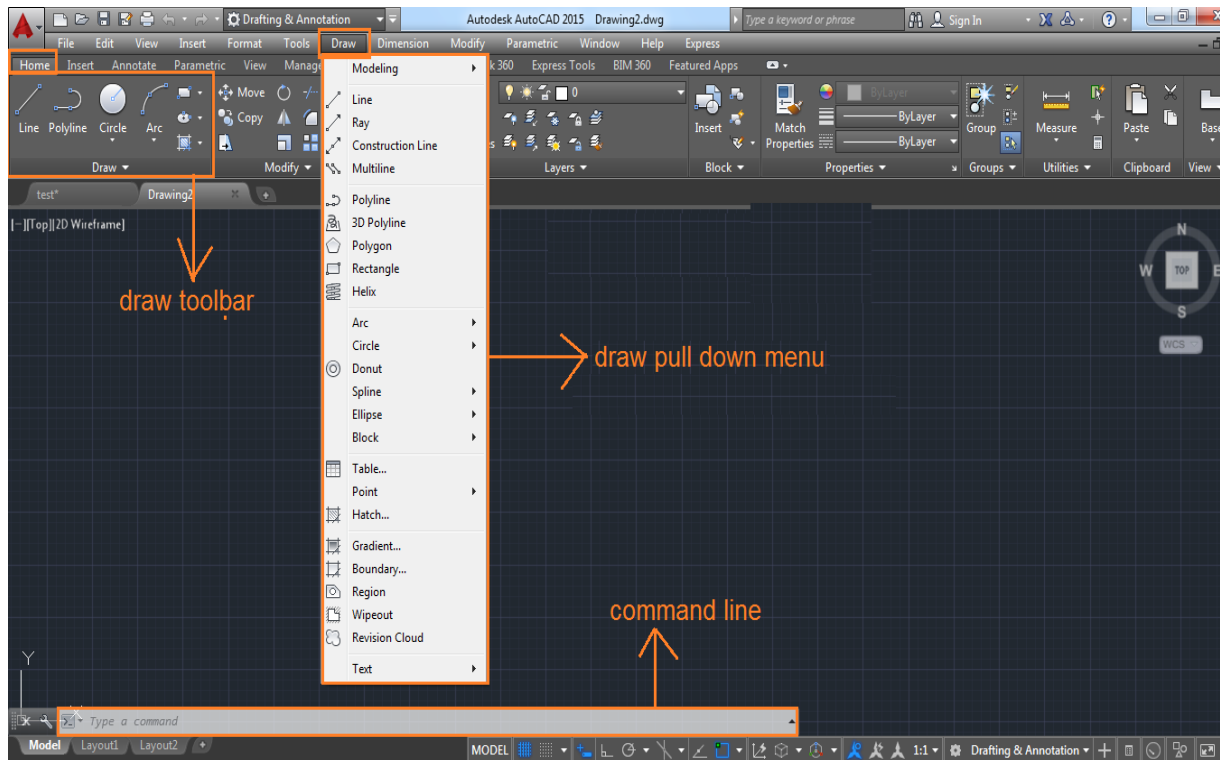 Drafting & Annotation
Autodesk AutoCAD 2015 Drawing2.dwg
Type a keyword or phrase
Sign In
File Edit View Insert Format Tools Draw Dimension Modify Parametric Window Help Express
Home Insert Annotate Parametric View Manage
k 360 Express Tools BIM 360 Featured Apps
Line Polyline Circle Arc
Move
Copy
0
Insert
Match
Properties
ByLayer
ByLayer
ByLayer
Group
Measure
Paste
Base
Draw
Modify
Layers
Block
Properties
Groups
Utilities
Clipboard
View
test*
Drawing2
[−][Top][2D Wireframe]
Modeling
Line
Ray
Construction Line
Multiline
Polyline
3D Polyline
Polygon
Rectangle
Helix
Arc
Circle
Donut
Spline
Ellipse
Block
Table...
Point
Hatch...
Gradient...
Boundary...
Region
Wipeout
Revision Cloud
Text
draw toolbar
draw pull down menu
command line
N
W TOP E
S
WCS
Y
X
Type a command
Model Layout1 Layout2
MODEL
1:1
Drafting & Annotation